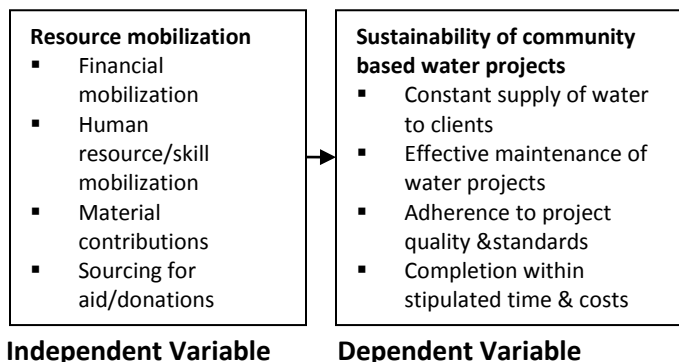 Resource mobilization
▪ Financial
mobilization
▪ Human
resource/skill
mobilization
▪ Material
contributions
▪ Sourcing for
aid/donations
Sustainability of community
based water projects
▪ Constant supply of water
to clients
▪ Effective maintenance of
water projects
▪ Adherence to project
quality &standards
▪ Completion within
stipulated time & costs
Independent Variable
Dependent Variable